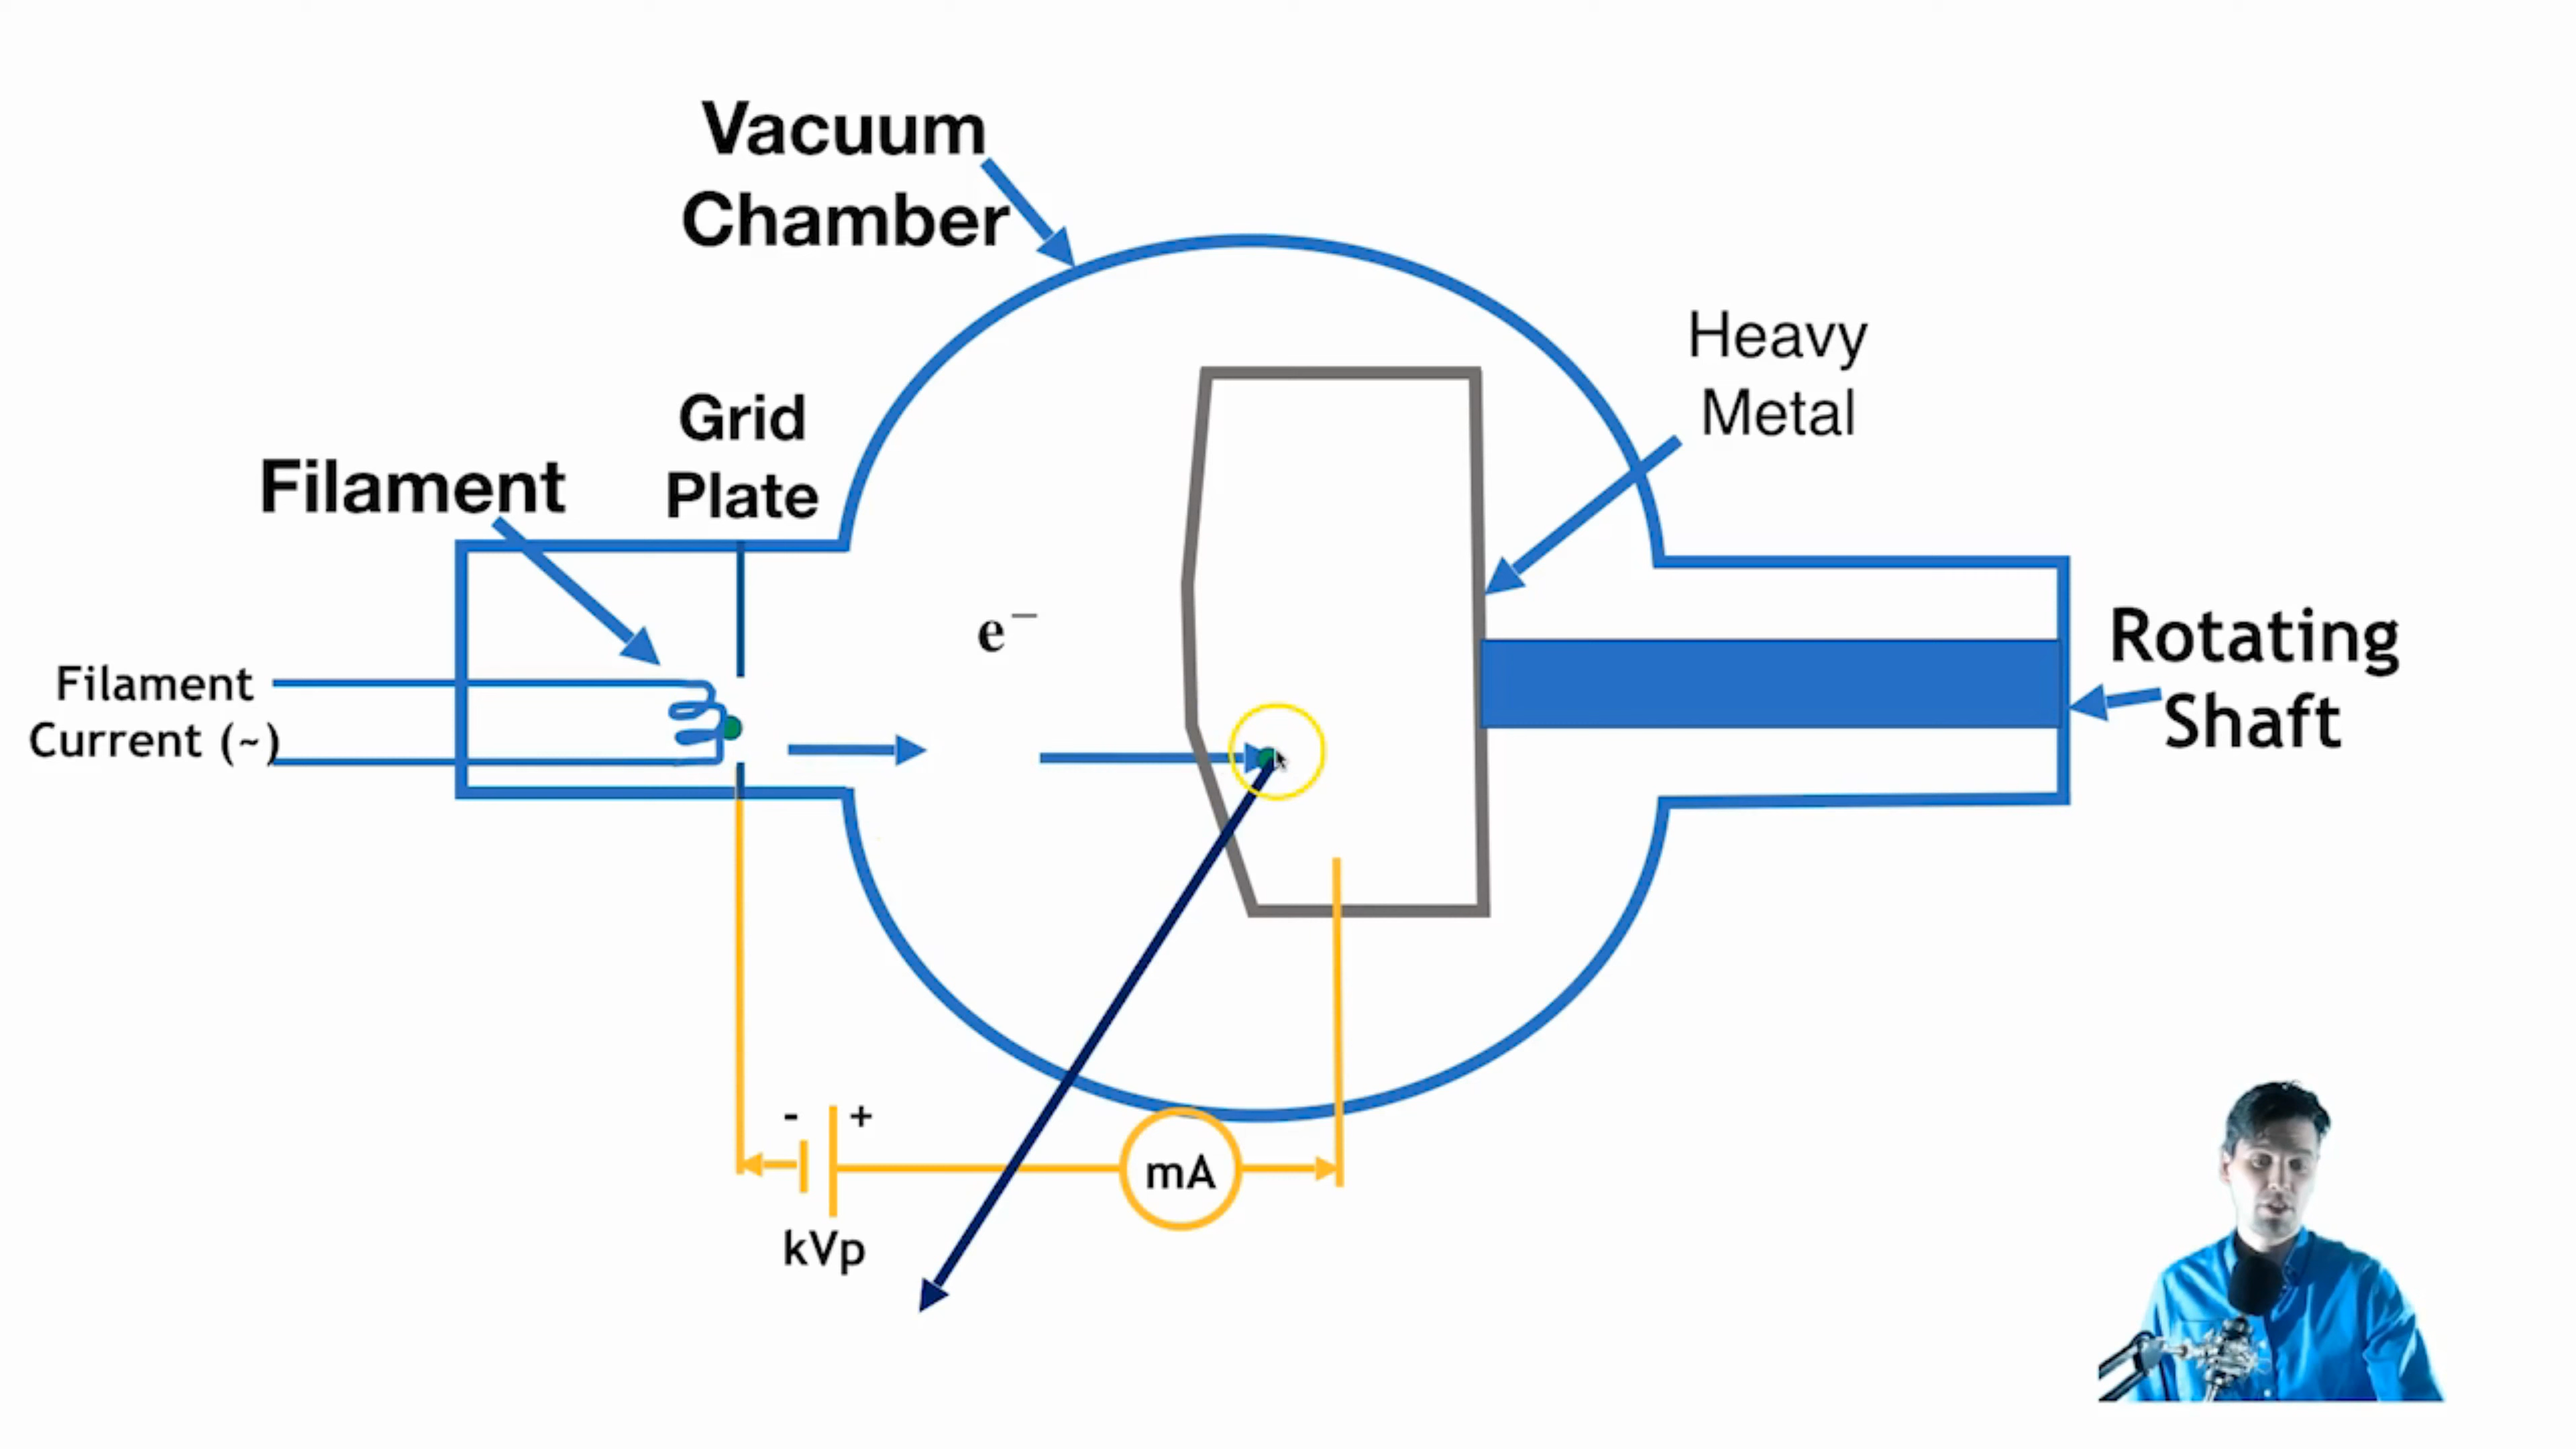 Vacuum
Chamber
Heavy
Metal
Grid
Plate
Filament
e⁻
Filament
Current (~)
Rotating
Shaft
- +
mA
kVp